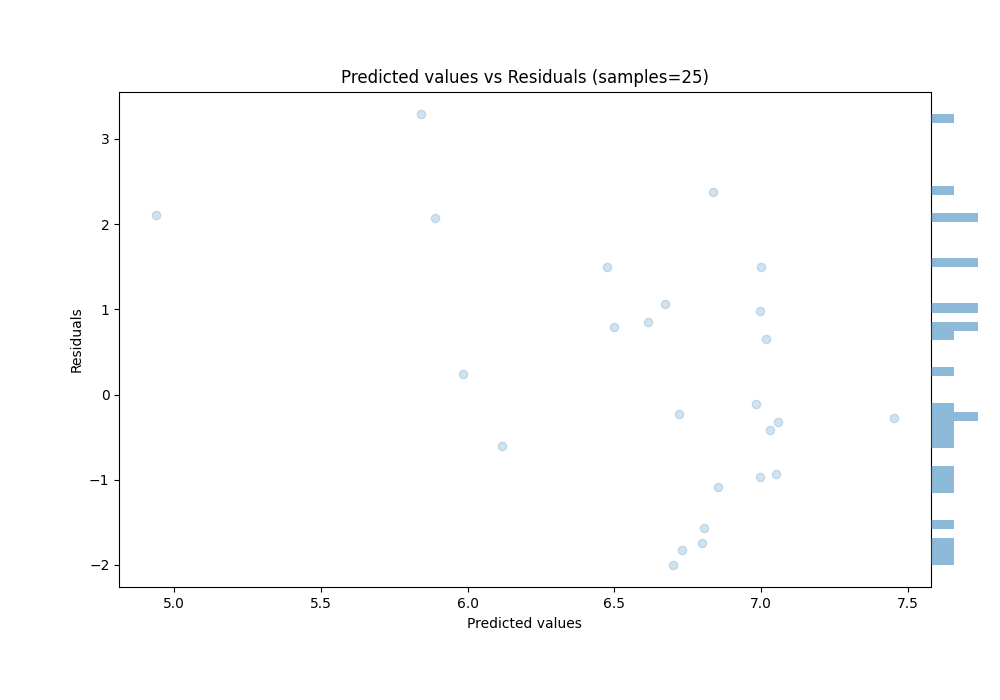 Predicted values vs Residuals (samples=25)
3
2
1
0
−1
−2
Residuals
5.0 5.5 6.0 6.5 7.0 7.5
Predicted values